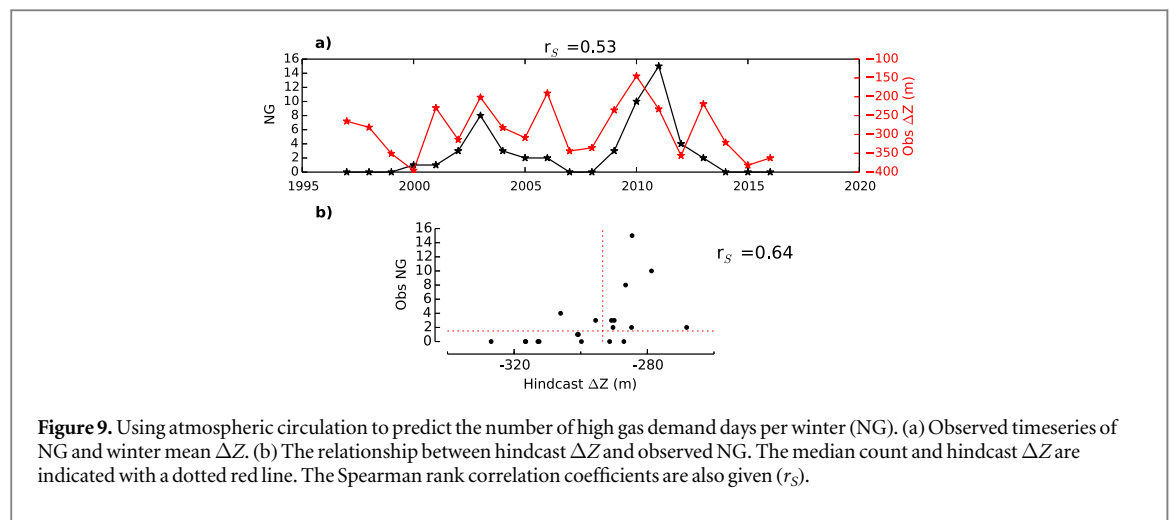 a)
r_S =0.53
16
14
12
10
8
6
4
2
0
NG
−100
−150
−200
−250
−300
−350
−400
Obs ΔZ (m)
1995 2000 2005 2010 2015 2020
b)
r_S =0.64
16
14
12
10
8
6
4
2
0
Obs NG
-320 -280
Hindcast ΔZ (m)
Figure 9. Using atmospheric circulation to predict the number of high gas demand days per winter (NG). (a) Observed timeseries of
NG and winter mean ΔZ. (b) The relationship between hindcast ΔZ and observed NG. The median count and hindcast ΔZ are
indicated with a dotted red line. The Spearman rank correlation coefficients are also given (r_S).